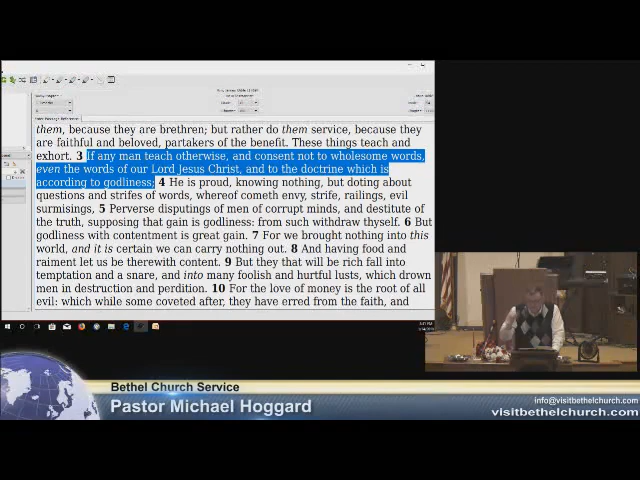 them, because they are brethren; but rather do them service, because they
are faithful and beloved, partakers of the benefit. These things teach and
exhort. 3 If any man teach otherwise, and consent not to wholesome words,
even the words of our Lord Jesus Christ, and to the doctrine which is
according to godliness; 4 He is proud, knowing nothing, but doting about
questions and strifes of words, whereof cometh envy, strife, railings, evil
surmisings, 5 Perverse disputings of men of corrupt minds, and destitute of
the truth, supposing that gain is godliness: from such withdraw thyself. 6 But
godliness with contentment is great gain. 7 For we brought nothing into this
world, and it is certain we can carry nothing out. 8 And having food and
raiment let us be therewith content. 9 But they that will be rich fall into
temptation and a snare, and into many foolish and hurtful lusts, which drown
men in destruction and perdition. 10 For the love of money is the root of all
evil: which while some coveted after, they have erred from the faith, and
Bethel Church Service
Pastor Michael Hoggard
info@visitbethelchurch.com
visitbethelchurch.com